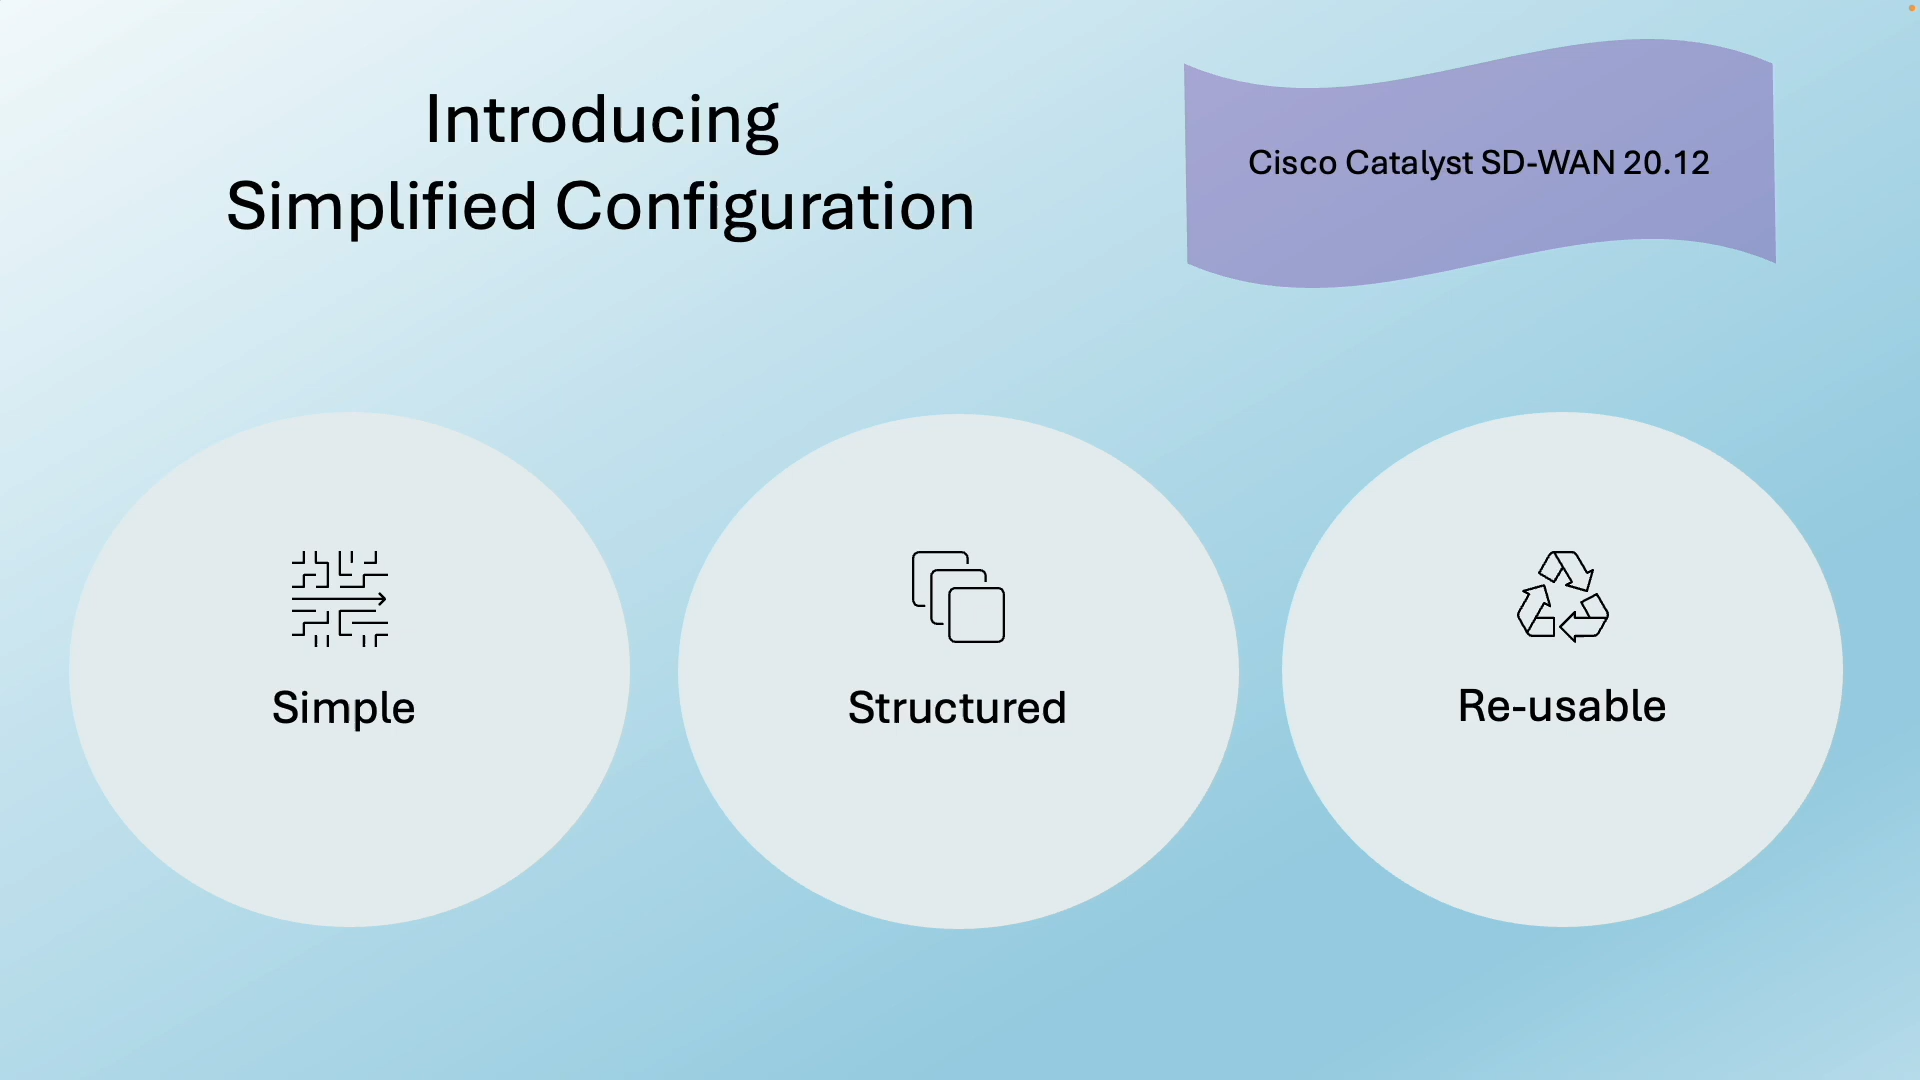 Introducing
Simplified Configuration
Cisco Catalyst SD-WAN 20.12
Simple
Structured
Re-usable